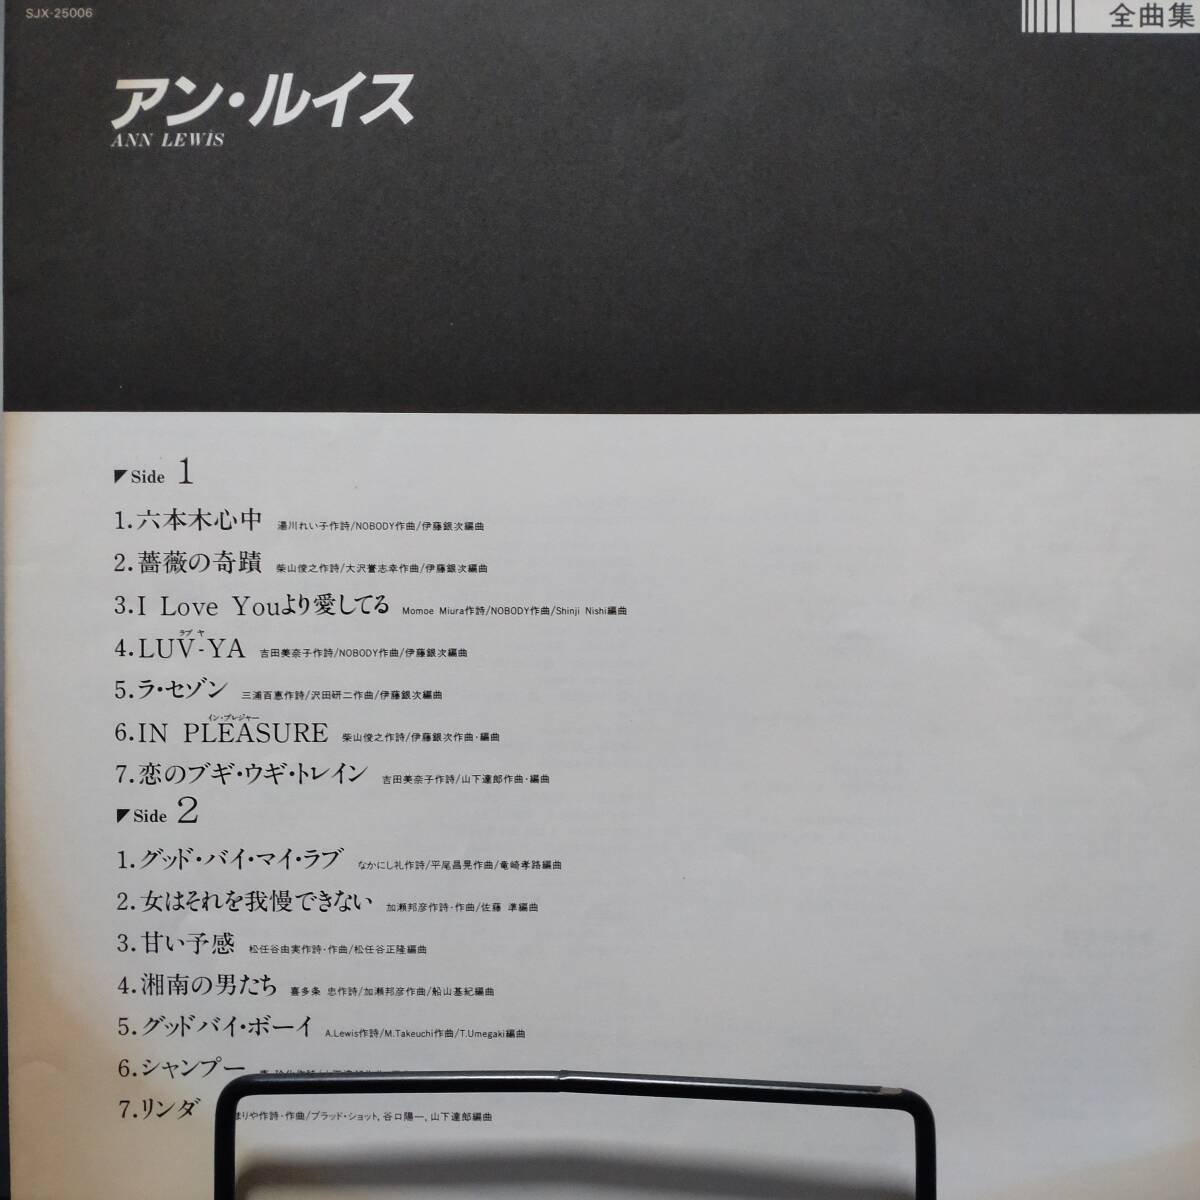 SJX-25006
全曲集
アン・ルイス
ANN LEWIS
Side 1
1.六本木心中 湯川れい子作詩/NOBODY作曲/伊藤銀次編曲
2.薔薇の奇蹟 柴山俊之作詩/大沢誉志幸作曲/伊藤銀次編曲
3.I Love Youより愛してる Momoe Miura作詩/NOBODY作曲/Shinji Nishi編曲
ラブ ヤ
4.LUV-YA 吉田美奈子作詩/NOBODY作曲/伊藤銀次編曲
5.ラ・セゾン 三浦百恵作詩/沢田研二作曲/伊藤銀次編曲
イン・プレジャー
6.IN PLEASURE 柴山俊之作詩/伊藤銀次作曲・編曲
7.恋のブギ・ウギ・トレイン 吉田美奈子作詩/山下達郎作曲・編曲
Side 2
1.グッド・バイ・マイ・ラブ なかにし礼作詩/平尾昌晃作曲/竜崎孝路編曲
2.女はそれを我慢できない 加瀬邦彦作詩・作曲/佐藤 準編曲
3.甘い予感 松任谷由実作詩・作曲/松任谷正隆編曲
4.湘南の男たち 喜多条 忠作詩/加瀬邦彦作曲/船山基紀編曲
5.グッドバイ・ボーイ A.Lewis作詩/M.Takeuchi作曲/T.Umegaki編曲
6.シャンプー
7.リンダ まりや作詩・作曲/ブラッド・ショット,谷口陽一,山下達郎編曲